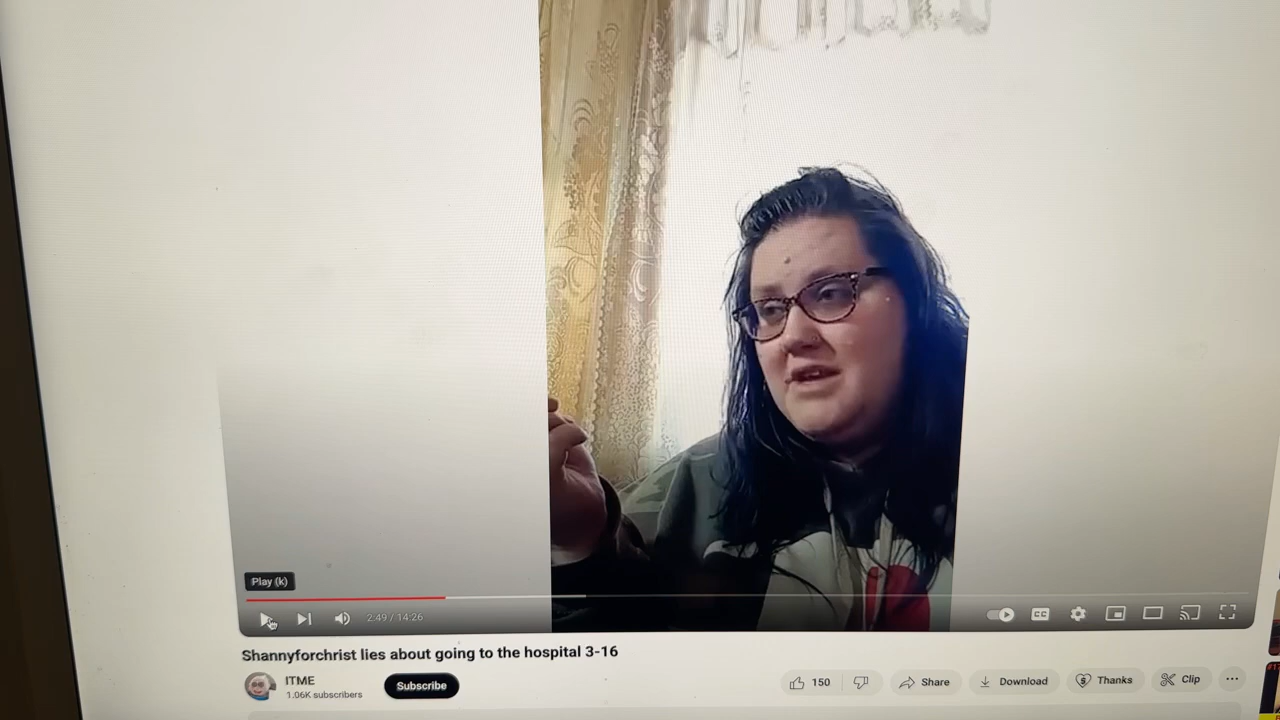 Play (k)
2:49 / 14:26
CC
Shannyforchrist lies about going to the hospital 3-16
ITME
1.06K subscribers
Subscribe
150
Share
Download
Thanks
Clip